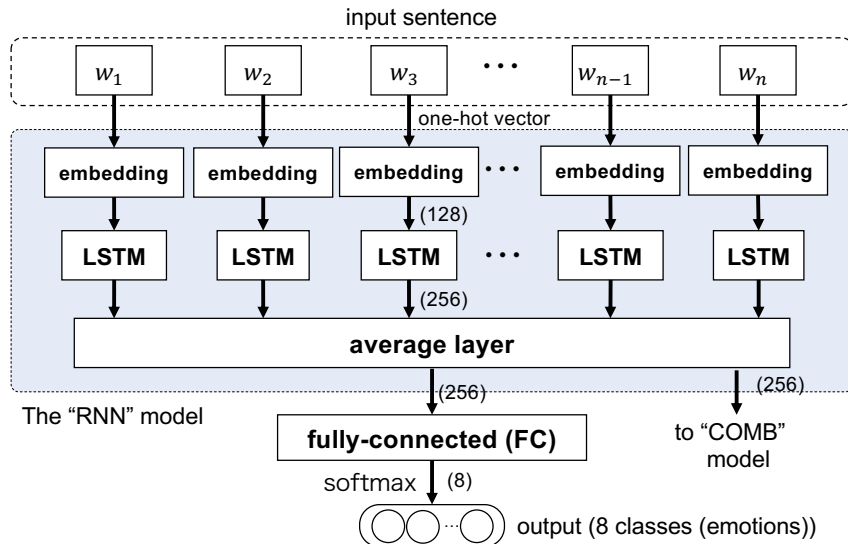 input sentence
w₁ w₂ w₃ ··· wₙ₋₁ wₙ
one-hot vector
embedding embedding embedding ··· embedding embedding
(128)
LSTM LSTM LSTM ··· LSTM LSTM
(256)
average layer
(256) (256)
The “RNN” model
fully-connected (FC)
to “COMB”
model
softmax (8)
··· output (8 classes (emotions))